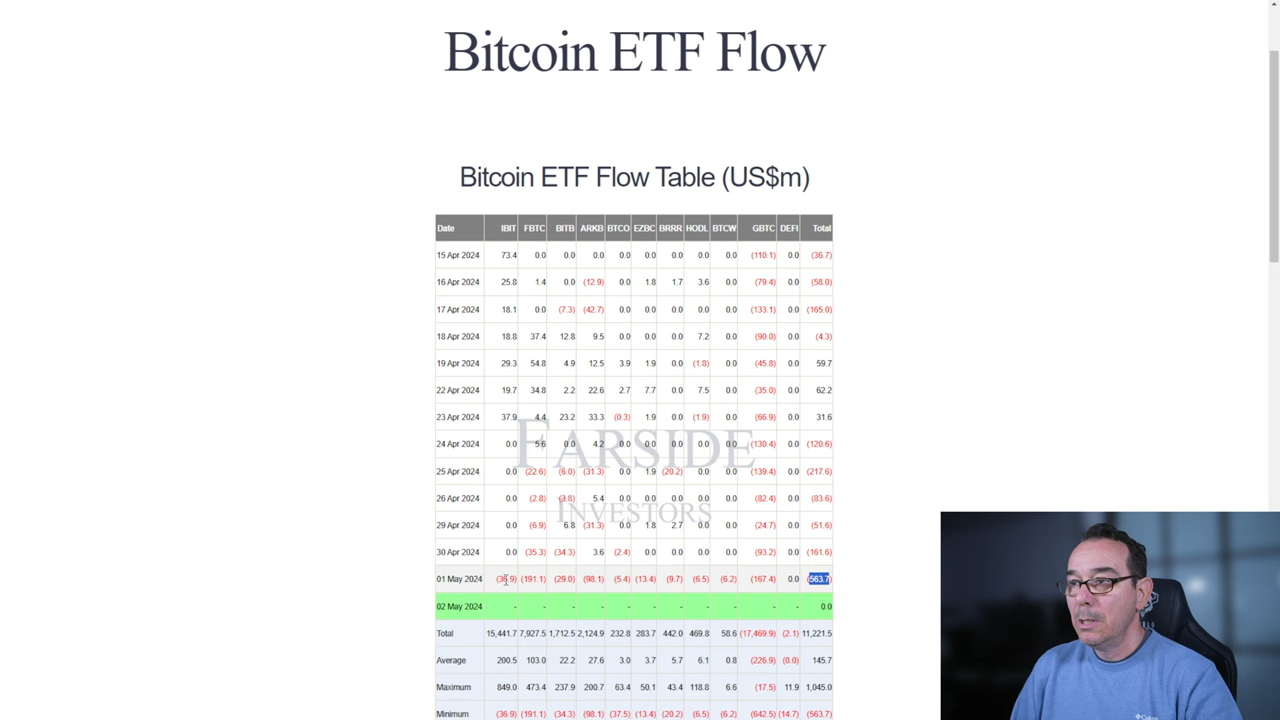 Bitcoin ETF Flow
Bitcoin ETF Flow Table (US$m)
Date IBIT FBTC BITB ARKB BTCO EZBC BRRR HODL BTCW GBTC DEFI Total
15 Apr 2024 73.4 0.0 0.0 0.0 0.0 0.0 0.0 0.0 0.0 (110.1) 0.0 (36.7)
16 Apr 2024 25.8 1.4 0.0 (12.9) 0.0 1.8 1.7 3.6 0.0 (79.4) 0.0 (58.0)
17 Apr 2024 18.1 0.0 (7.3) (42.7) 0.0 0.0 0.0 0.0 0.0 (133.1) 0.0 (165.0)
18 Apr 2024 18.8 37.4 12.8 9.5 0.0 0.0 0.0 7.2 0.0 (90.0) 0.0 (4.3)
19 Apr 2024 29.3 54.8 4.9 12.5 3.9 1.9 0.0 (1.8) 0.0 (45.8) 0.0 59.7
22 Apr 2024 19.7 34.8 2.2 22.6 2.7 7.7 0.0 7.5 0.0 (35.0) 0.0 62.2
23 Apr 2024 37.9 4.4 23.2 33.3 (0.3) 1.9 0.0 (1.9) 0.0 (66.9) 0.0 31.6
24 Apr 2024 0.0 5.6 0.0 4.2 0.0 0.0 0.0 0.0 0.0 (130.4) 0.0 (120.6)
FARSIDE
25 Apr 2024 0.0 (22.6) (6.0) (31.3) 0.0 1.9 (20.2) 0.0 0.0 (139.4) 0.0 (217.6)
26 Apr 2024 0.0 (2.8) (3.8) 5.4 0.0 0.0 0.0 0.0 0.0 (82.4) 0.0 (83.6)
INVESTORS
29 Apr 2024 0.0 (6.9) 6.8 (31.3) 0.0 1.8 2.7 0.0 0.0 (24.7) 0.0 (51.6)
30 Apr 2024 0.0 (35.3) (34.3) 3.6 (2.4) 0.0 0.0 0.0 0.0 (93.2) 0.0 (161.6)
01 May 2024 (36.9) (191.1) (29.0) (98.1) (5.4) (13.4) (9.7) (6.5) (6.2) (167.4) 0.0 (563.7)
02 May 2024 - - - - - - - - - - - 0.0
Total 15,441.7 7,927.5 1,712.5 2,124.9 232.8 283.7 442.0 469.8 58.6 (17,469.9) (2.1) 11,221.5
Average 200.5 103.0 22.2 27.6 3.0 3.7 5.7 6.1 0.8 (226.9) (0.0) 145.7
Maximum 849.0 473.4 237.9 200.7 63.4 50.1 43.4 118.8 6.6 (17.5) 11.9 1,045.0
Minimum (36.9) (191.1) (34.3) (98.1) (37.5) (13.4) (20.2) (6.5) (6.2) (642.5) (14.7) (563.7)